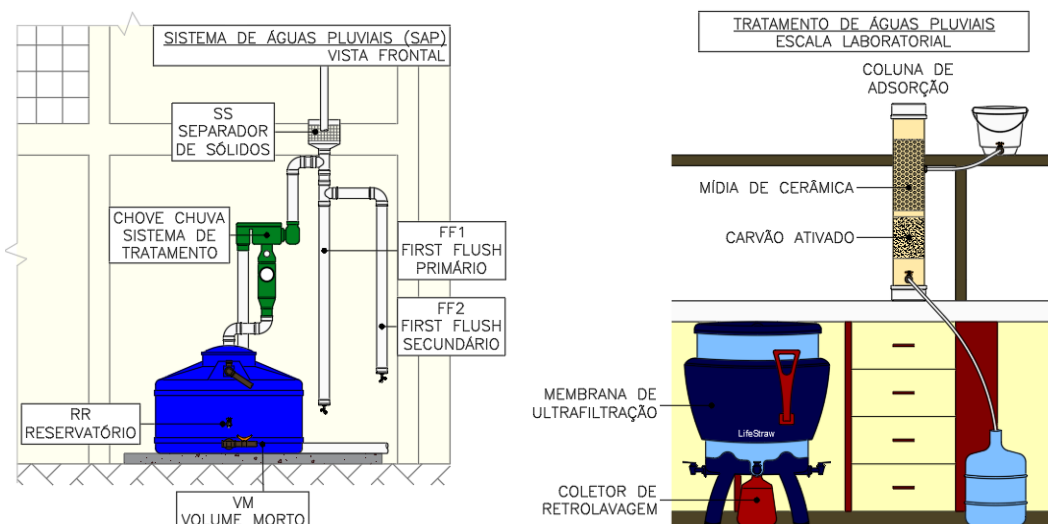 SISTEMA DE ÁGUAS PLUVIAIS (SAP)
VISTA FRONTAL
SS
SEPARADOR
DE SÓLIDOS
CHOVE CHUVA
SISTEMA DE
TRATAMENTO
FF1
FIRST FLUSH
PRIMÁRIO
FF2
FIRST FLUSH
SECUNDÁRIO
RR
RESERVATÓRIO
VM
VOLUME MORTO
TRATAMENTO DE ÁGUAS PLUVIAIS
ESCALA LABORATORIAL
COLUNA DE
ADSORÇÃO
MÍDIA DE CERÂMICA
CARVÃO ATIVADO
MEMBRANA DE
ULTRAFILTRAÇÃO
LifeStraw
COLETOR DE
RETROLAVAGEM